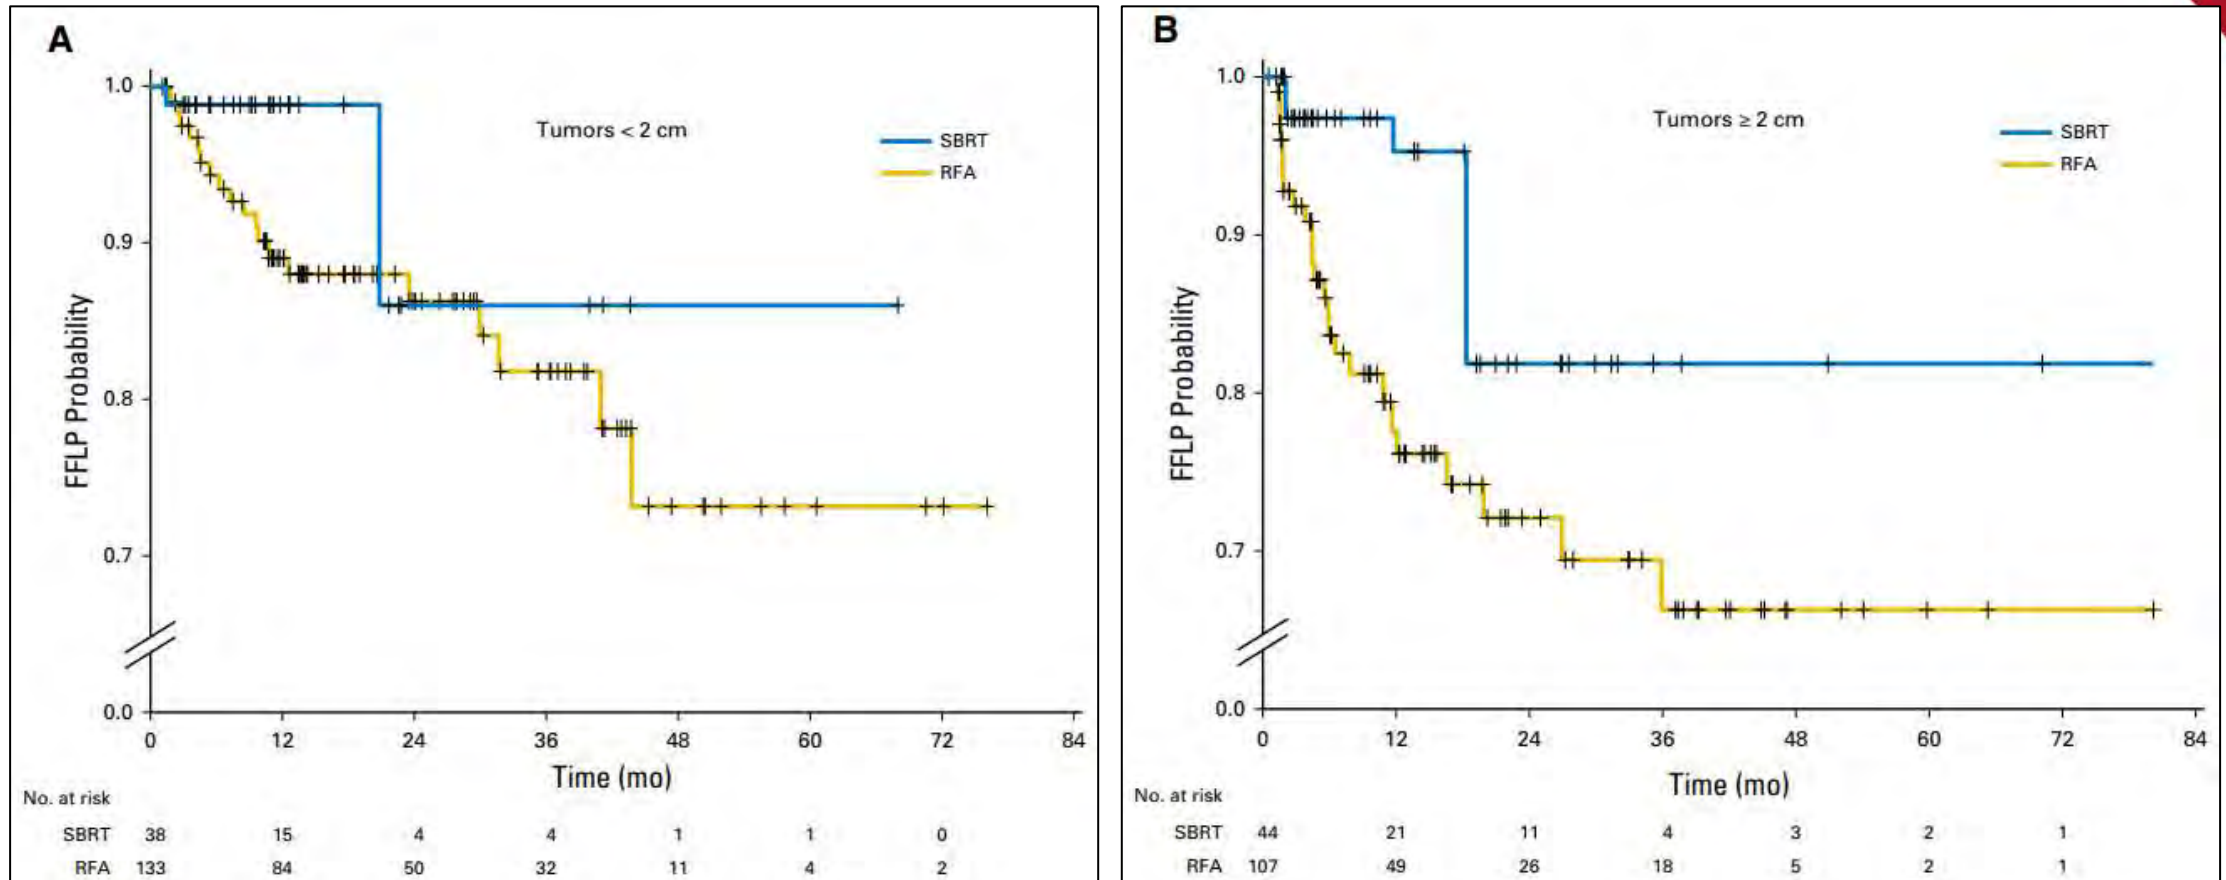 A
Tumors < 2 cm
SBRT
RFA
FFLP Probability
1.0
0.9
0.8
0.7
0.0
0 12 24 36 48 60 72 84
Time (mo)
No. at risk
SBRT 38 15 4 4 1 1 0
RFA 133 84 50 32 11 4 2
B
Tumors ≥ 2 cm
SBRT
RFA
FFLP Probability
1.0
0.9
0.8
0.7
0.0
0 12 24 36 48 60 72 84
Time (mo)
No. at risk
SBRT 44 21 11 4 3 2 1
RFA 107 49 26 18 5 2 1